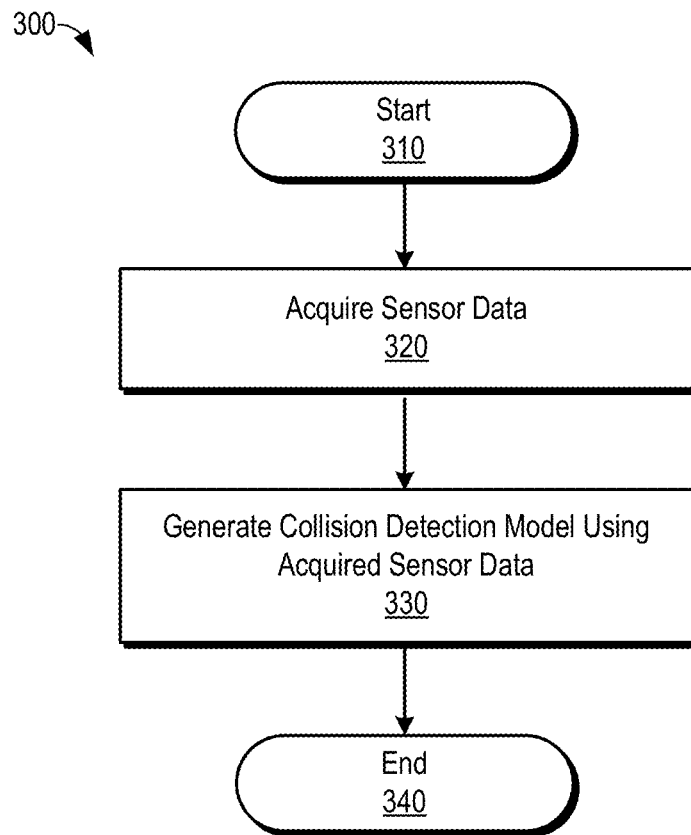 300
Start
310
Acquire Sensor Data
320
Generate Collision Detection Model Using
Acquired Sensor Data
330
End
340